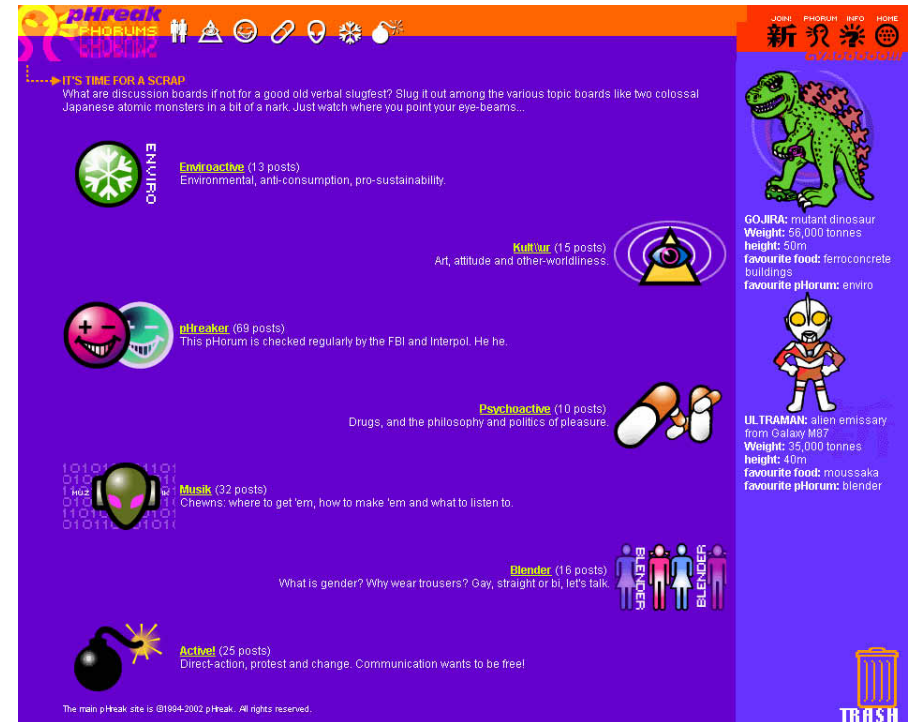 pHreak
PHORUMS
JOIN! PHORUM INFO HOME
新
IT'S TIME FOR A SCRAP
What are discussion boards if not for a good old verbal slugfest? Slug it out among the various topic boards like two colossal
Japanese atomic monsters in a bit of a nark. Just watch where you point your eye-beams...
ENVIRO
Enviroactive (13 posts)
Environmental, anti-consumption, pro-sustainability.
Kult\\ur (15 posts)
Art, attitude and other-worldliness.
pHreaker (69 posts)
This pHorum is checked regularly by the FBI and Interpol. He he.
Psychoactive (10 posts)
Drugs, and the philosophy and politics of pleasure.
Musik (32 posts)
Chewns: where to get 'em, how to make 'em and what to listen to.
BLENDER
BLENDER
Blender (16 posts)
What is gender? Why wear trousers? Gay, straight or bi, let's talk.
Active! (25 posts)
Direct-action, protest and change. Communication wants to be free!
The main pHreak site is ©1994-2002 pHreak. All rights reserved.
GOJIRA: mutant dinosaur
Weight: 56,000 tonnes
height: 50m
favourite food: ferroconcrete
buildings
favourite pHorum: enviro
ULTRAMAN: alien emissary
from Galaxy M87
Weight: 35,000 tonnes
height: 40m
favourite food: moussaka
favourite pHorum: blender
TRASH